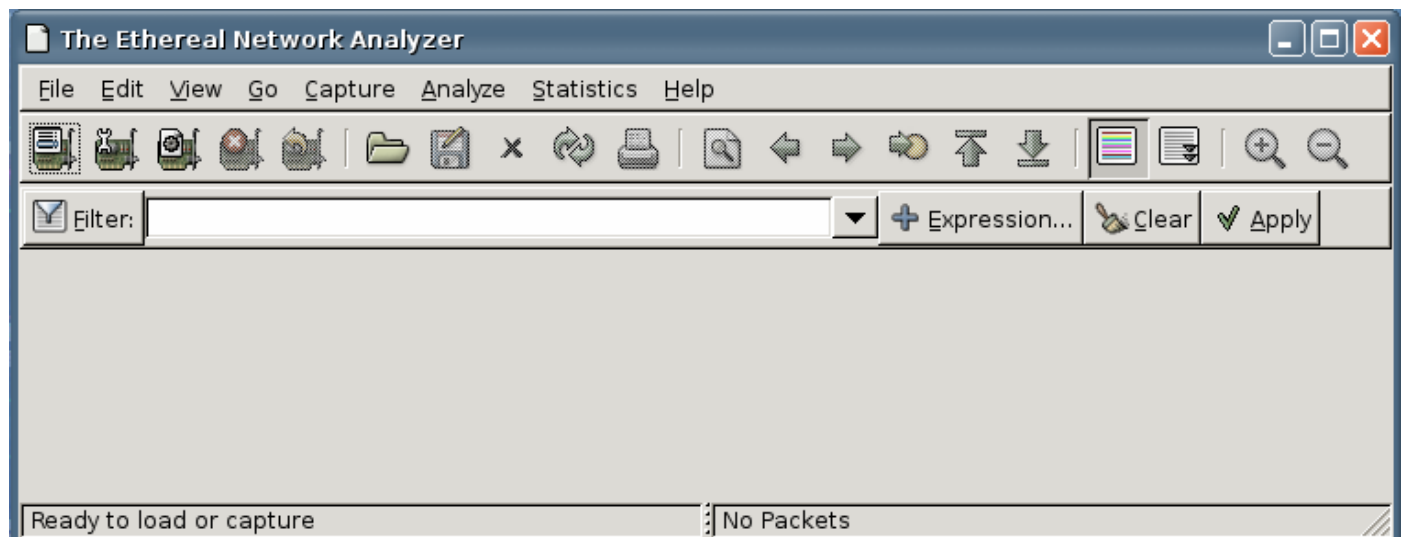 The Ethereal Network Analyzer
File Edit View Go Capture Analyze Statistics Help
Filter: Expression... Clear Apply
Ready to load or capture No Packets